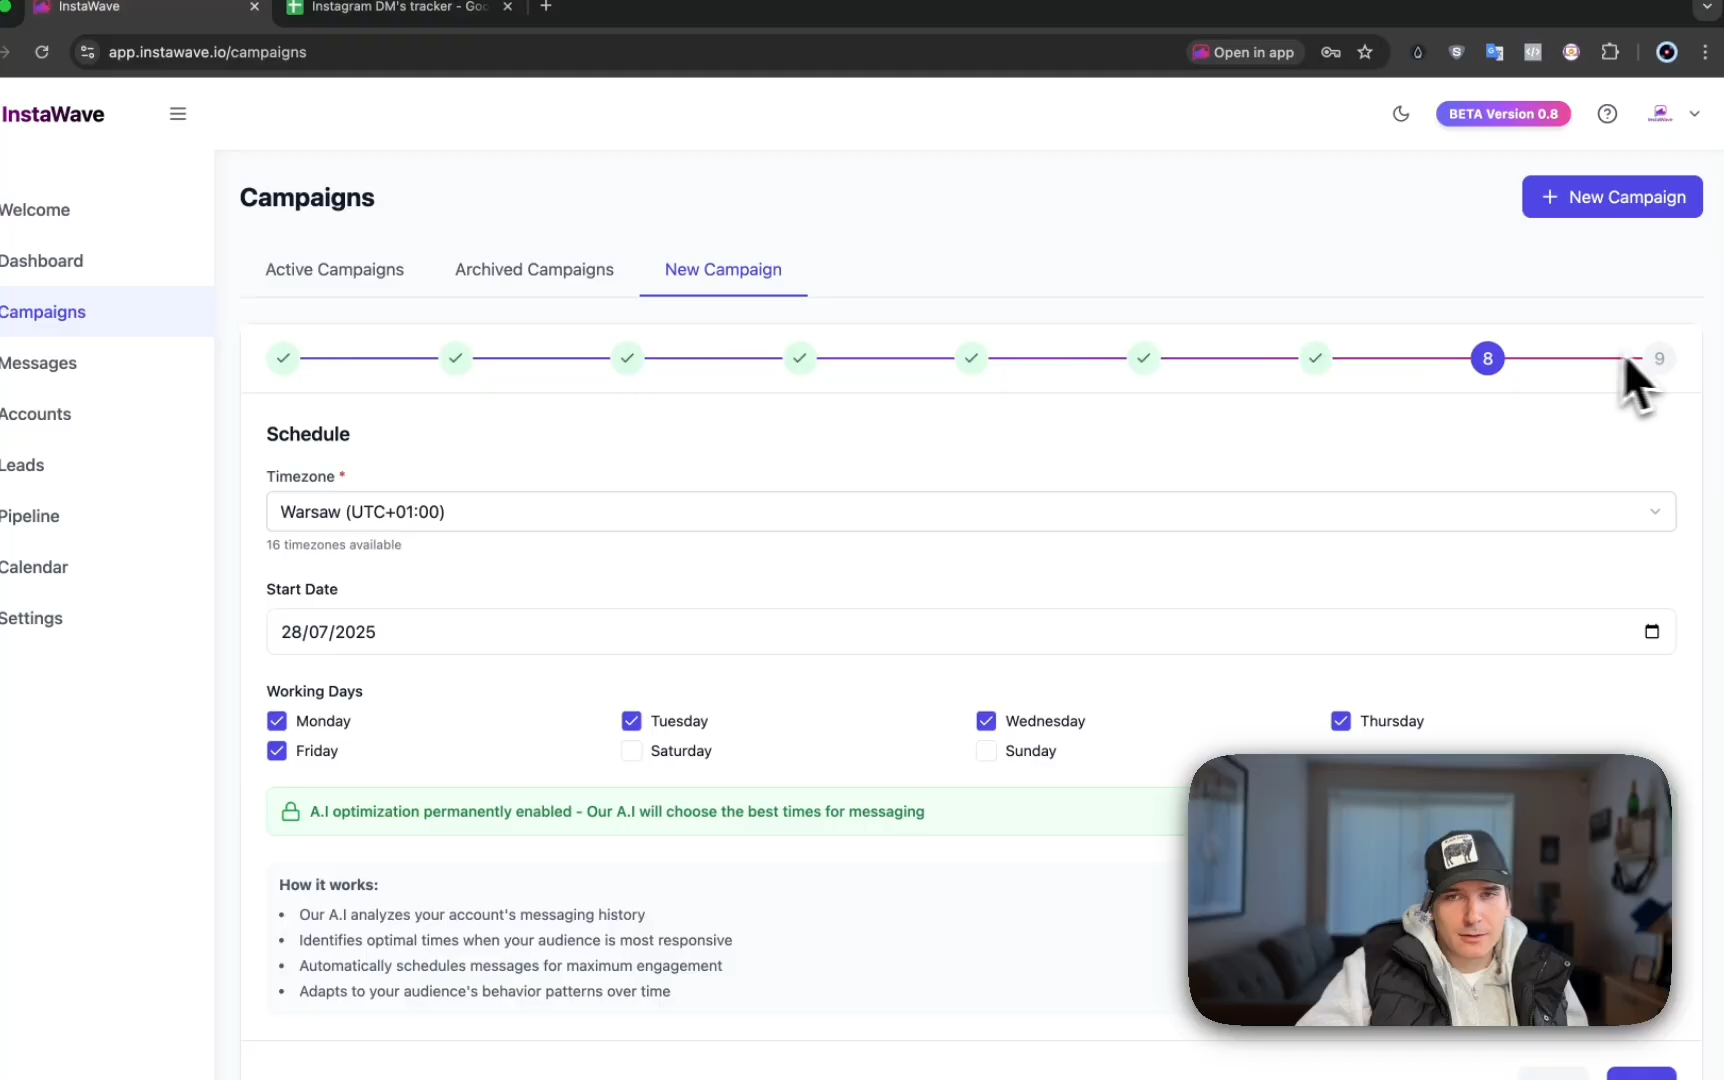 InstaWave
Instagram DM's tracker - Goo
app.instawave.io/campaigns
Open in app
InstaWave
BETA Version 0.8
Welcome
Dashboard
Campaigns
Messages
Accounts
Leads
Pipeline
Calendar
Settings
Campaigns
New Campaign
Active Campaigns
Archived Campaigns
New Campaign
8
9
Schedule
Timezone *
Warsaw (UTC+01:00)
16 timezones available
Start Date
28/07/2025
Working Days
Monday
Tuesday
Wednesday
Thursday
Friday
Saturday
Sunday
A.I optimization permanently enabled - Our A.I will choose the best times for messaging
How it works:
• Our A.I analyzes your account's messaging history
• Identifies optimal times when your audience is most responsive
• Automatically schedules messages for maximum engagement
• Adapts to your audience's behavior patterns over time